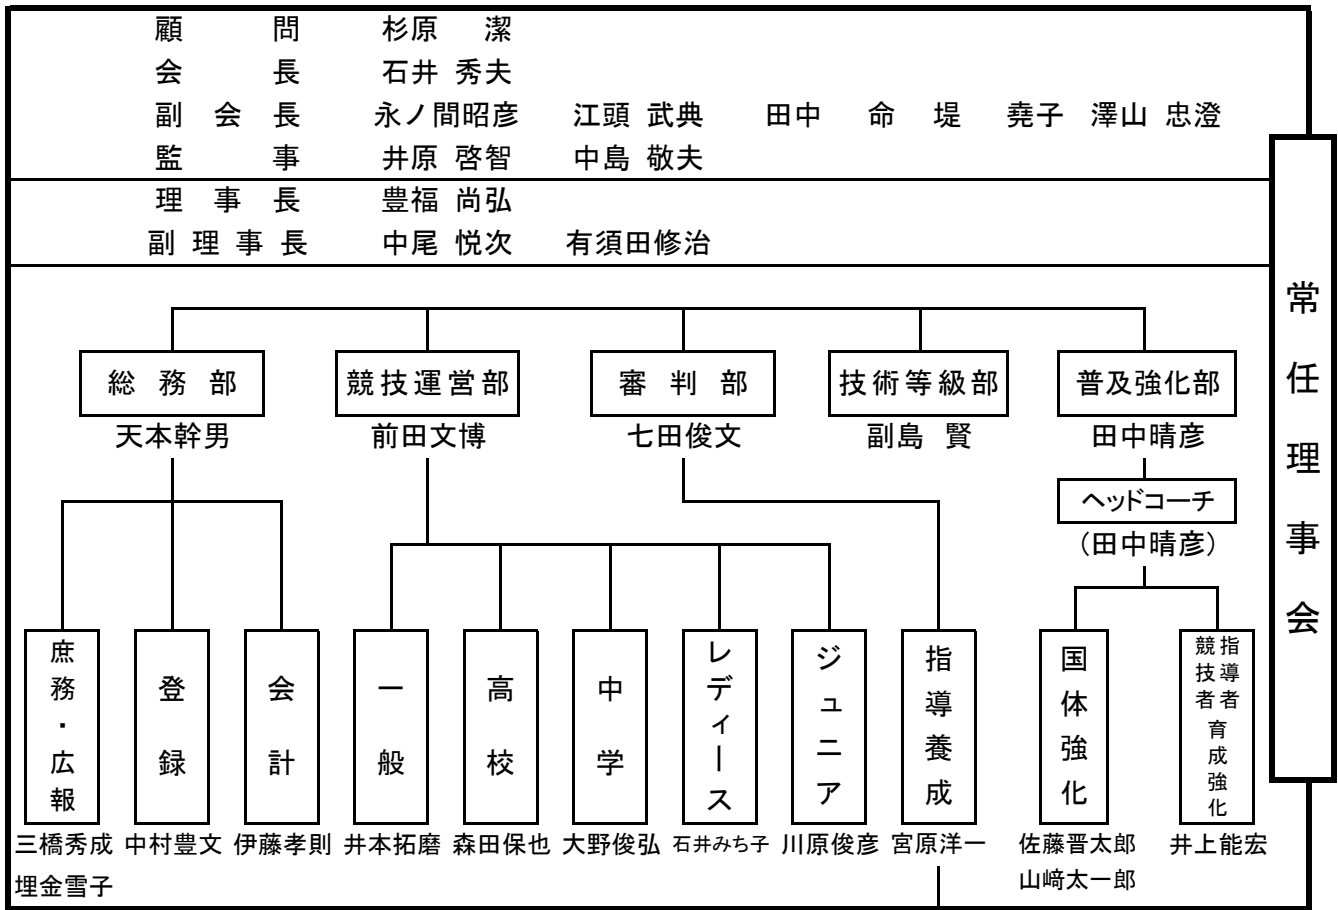 顧問 杉原 潔
会長 石井 秀夫
副会長 永ノ間昭彦 江頭 武典 田中 命 堤 堯子 澤山 忠澄
監事 井原 啓智 中島 敬夫
理事長 豊福 尚弘
副理事長 中尾 悦次 有須田修治
常任理事会
総務部 競技運営部 審判部 技術等級部 普及強化部
天本幹男 前田文博 七田俊文 副島 賢 田中晴彦
ヘッドコーチ
(田中晴彦)
庶務・広報 登録 会計 一般 高校 中学 レディース ジュニア 指導養成 国体強化 指導者競技者育成強化
三橋秀成 中村豊文 伊藤孝則 井本拓磨 森田保也 大野俊弘 石井みち子 川原俊彦 宮原洋一 佐藤晋太郎 井上能宏
埋金雪子 山﨑太一郎